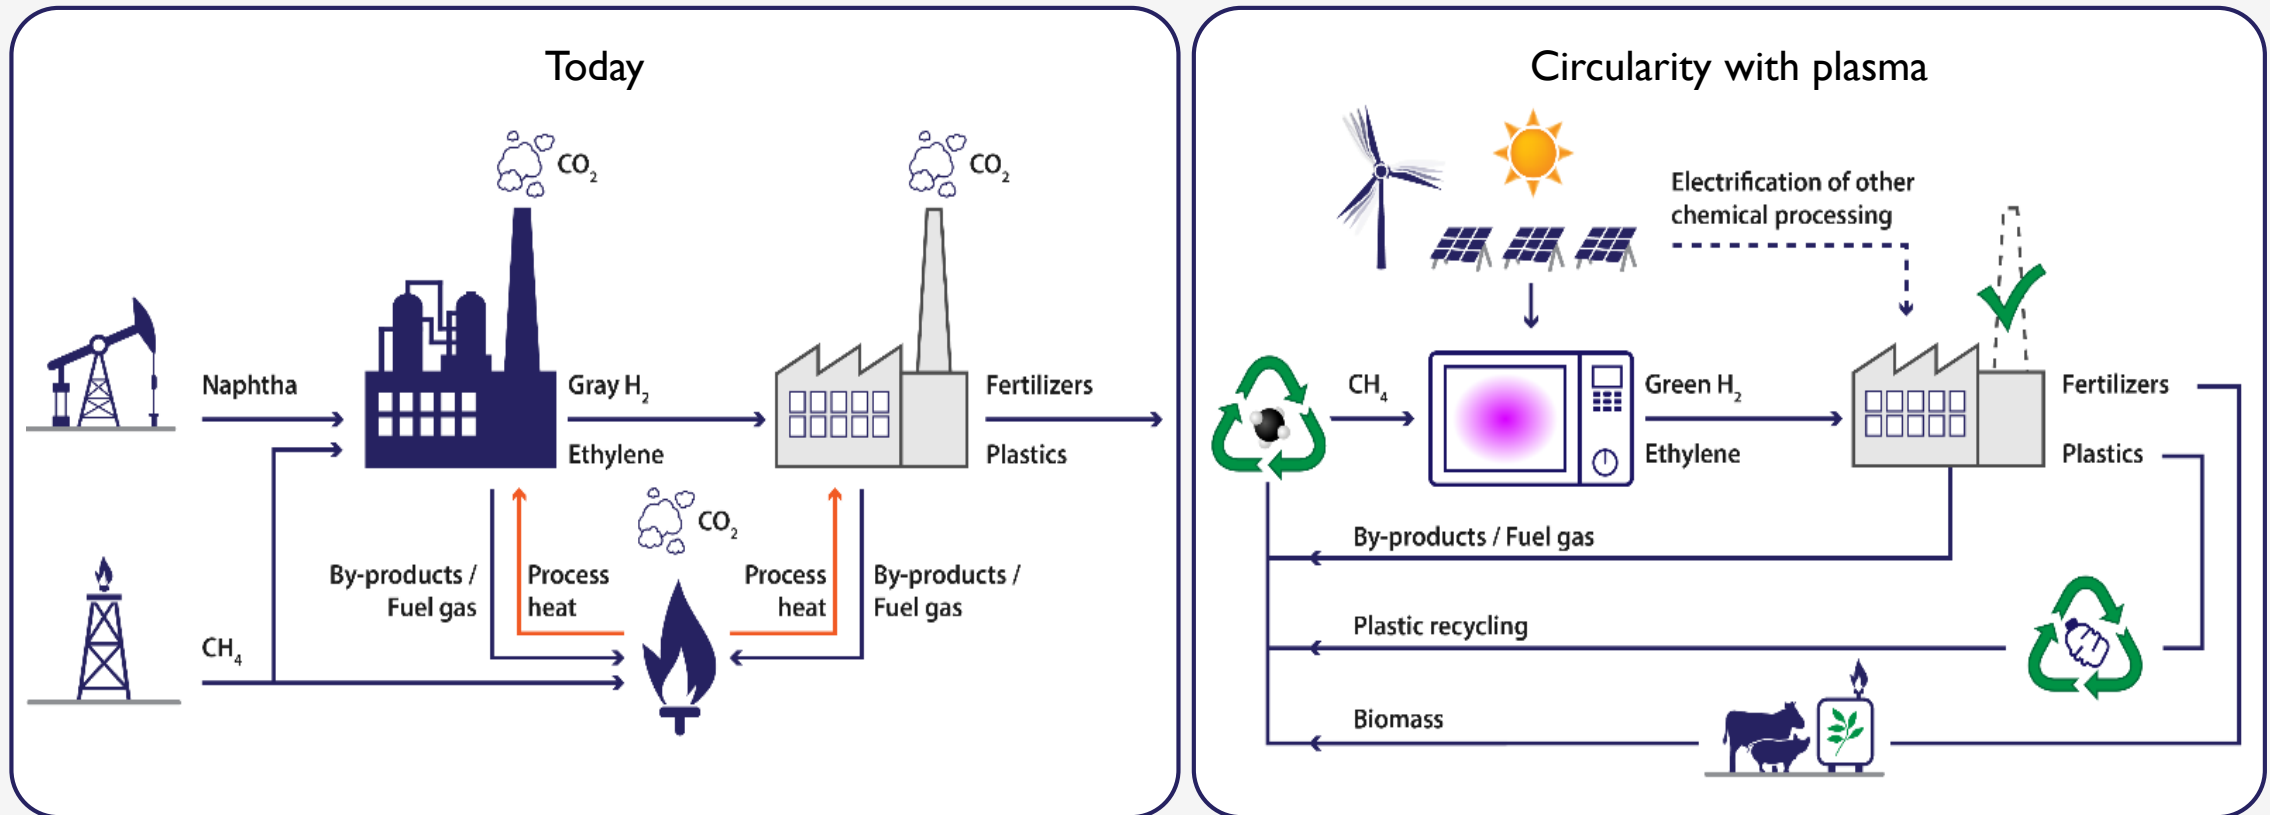 Today
CO₂
CO₂
Naphtha
Gray H₂
Ethylene
Fertilizers
Plastics
CO₂
By-products /
Fuel gas
Process
heat
Process
heat
By-products /
Fuel gas
CH₄
Circularity with plasma
Electrification of other
chemical processing
CH₄
Green H₂
Ethylene
Fertilizers
Plastics
By-products / Fuel gas
Plastic recycling
Biomass